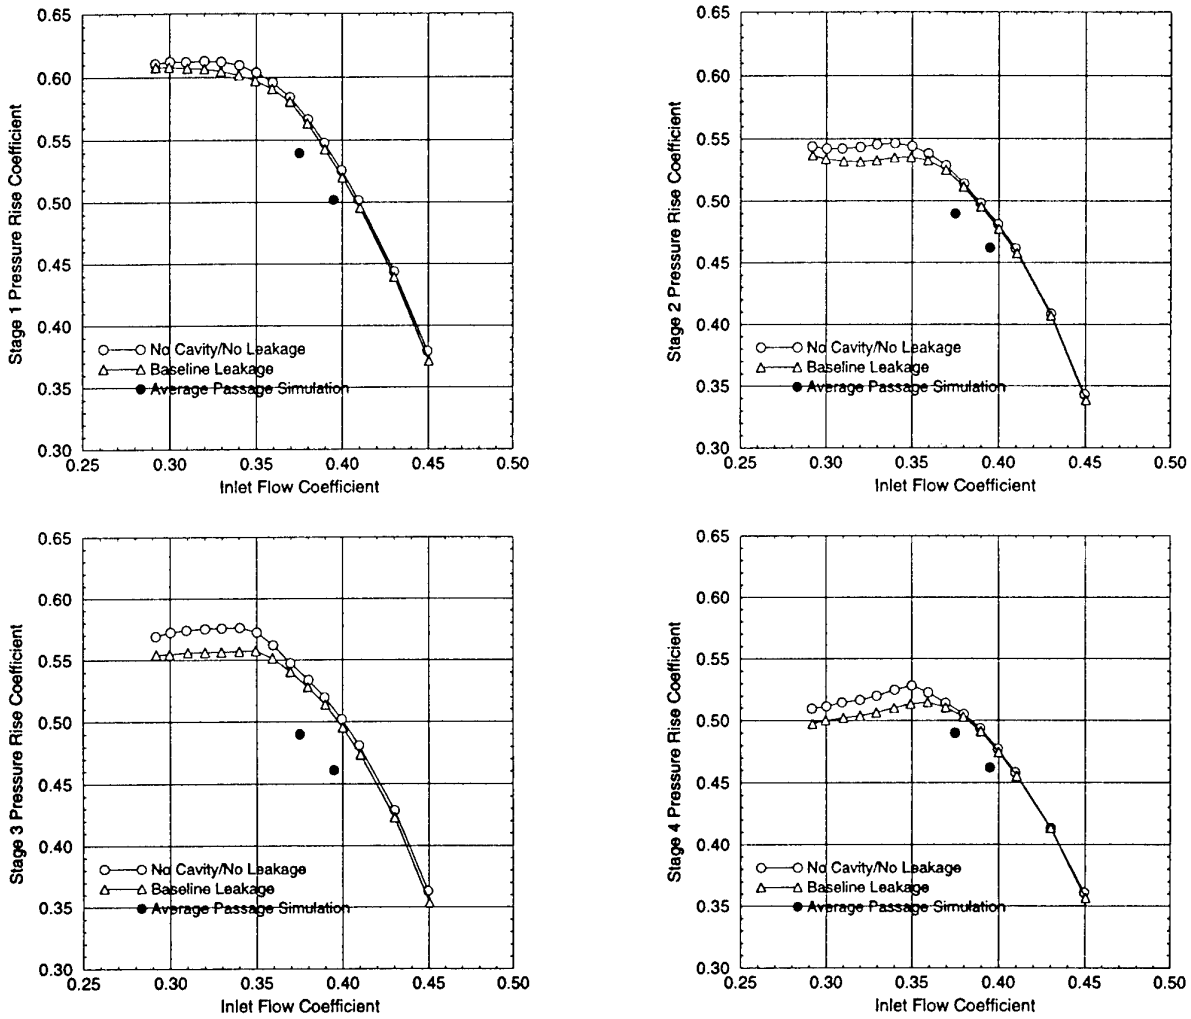 0.65
0.60
0.55
0.50
0.45
0.40
0.35
0.30
Stage 1 Pressure Rise Coefficient
No Cavity/No Leakage
Baseline Leakage
Average Passage Simulation
0.25 0.30 0.35 0.40 0.45 0.50
Inlet Flow Coefficient
0.65
0.60
0.55
0.50
0.45
0.40
0.35
0.30
Stage 2 Pressure Rise Coefficient
No Cavity/No Leakage
Baseline Leakage
Average Passage Simulation
0.25 0.30 0.35 0.40 0.45 0.50
Inlet Flow Coefficient
0.65
0.60
0.55
0.50
0.45
0.40
0.35
0.30
Stage 3 Pressure Rise Coefficient
No Cavity/No Leakage
Baseline Leakage
Average Passage Simulation
0.25 0.30 0.35 0.40 0.45 0.50
Inlet Flow Coefficient
0.65
0.60
0.55
0.50
0.45
0.40
0.35
0.30
Stage 4 Pressure Rise Coefficient
No Cavity/No Leakage
Baseline Leakage
Average Passage Simulation
0.25 0.30 0.35 0.40 0.45 0.50
Inlet Flow Coefficient